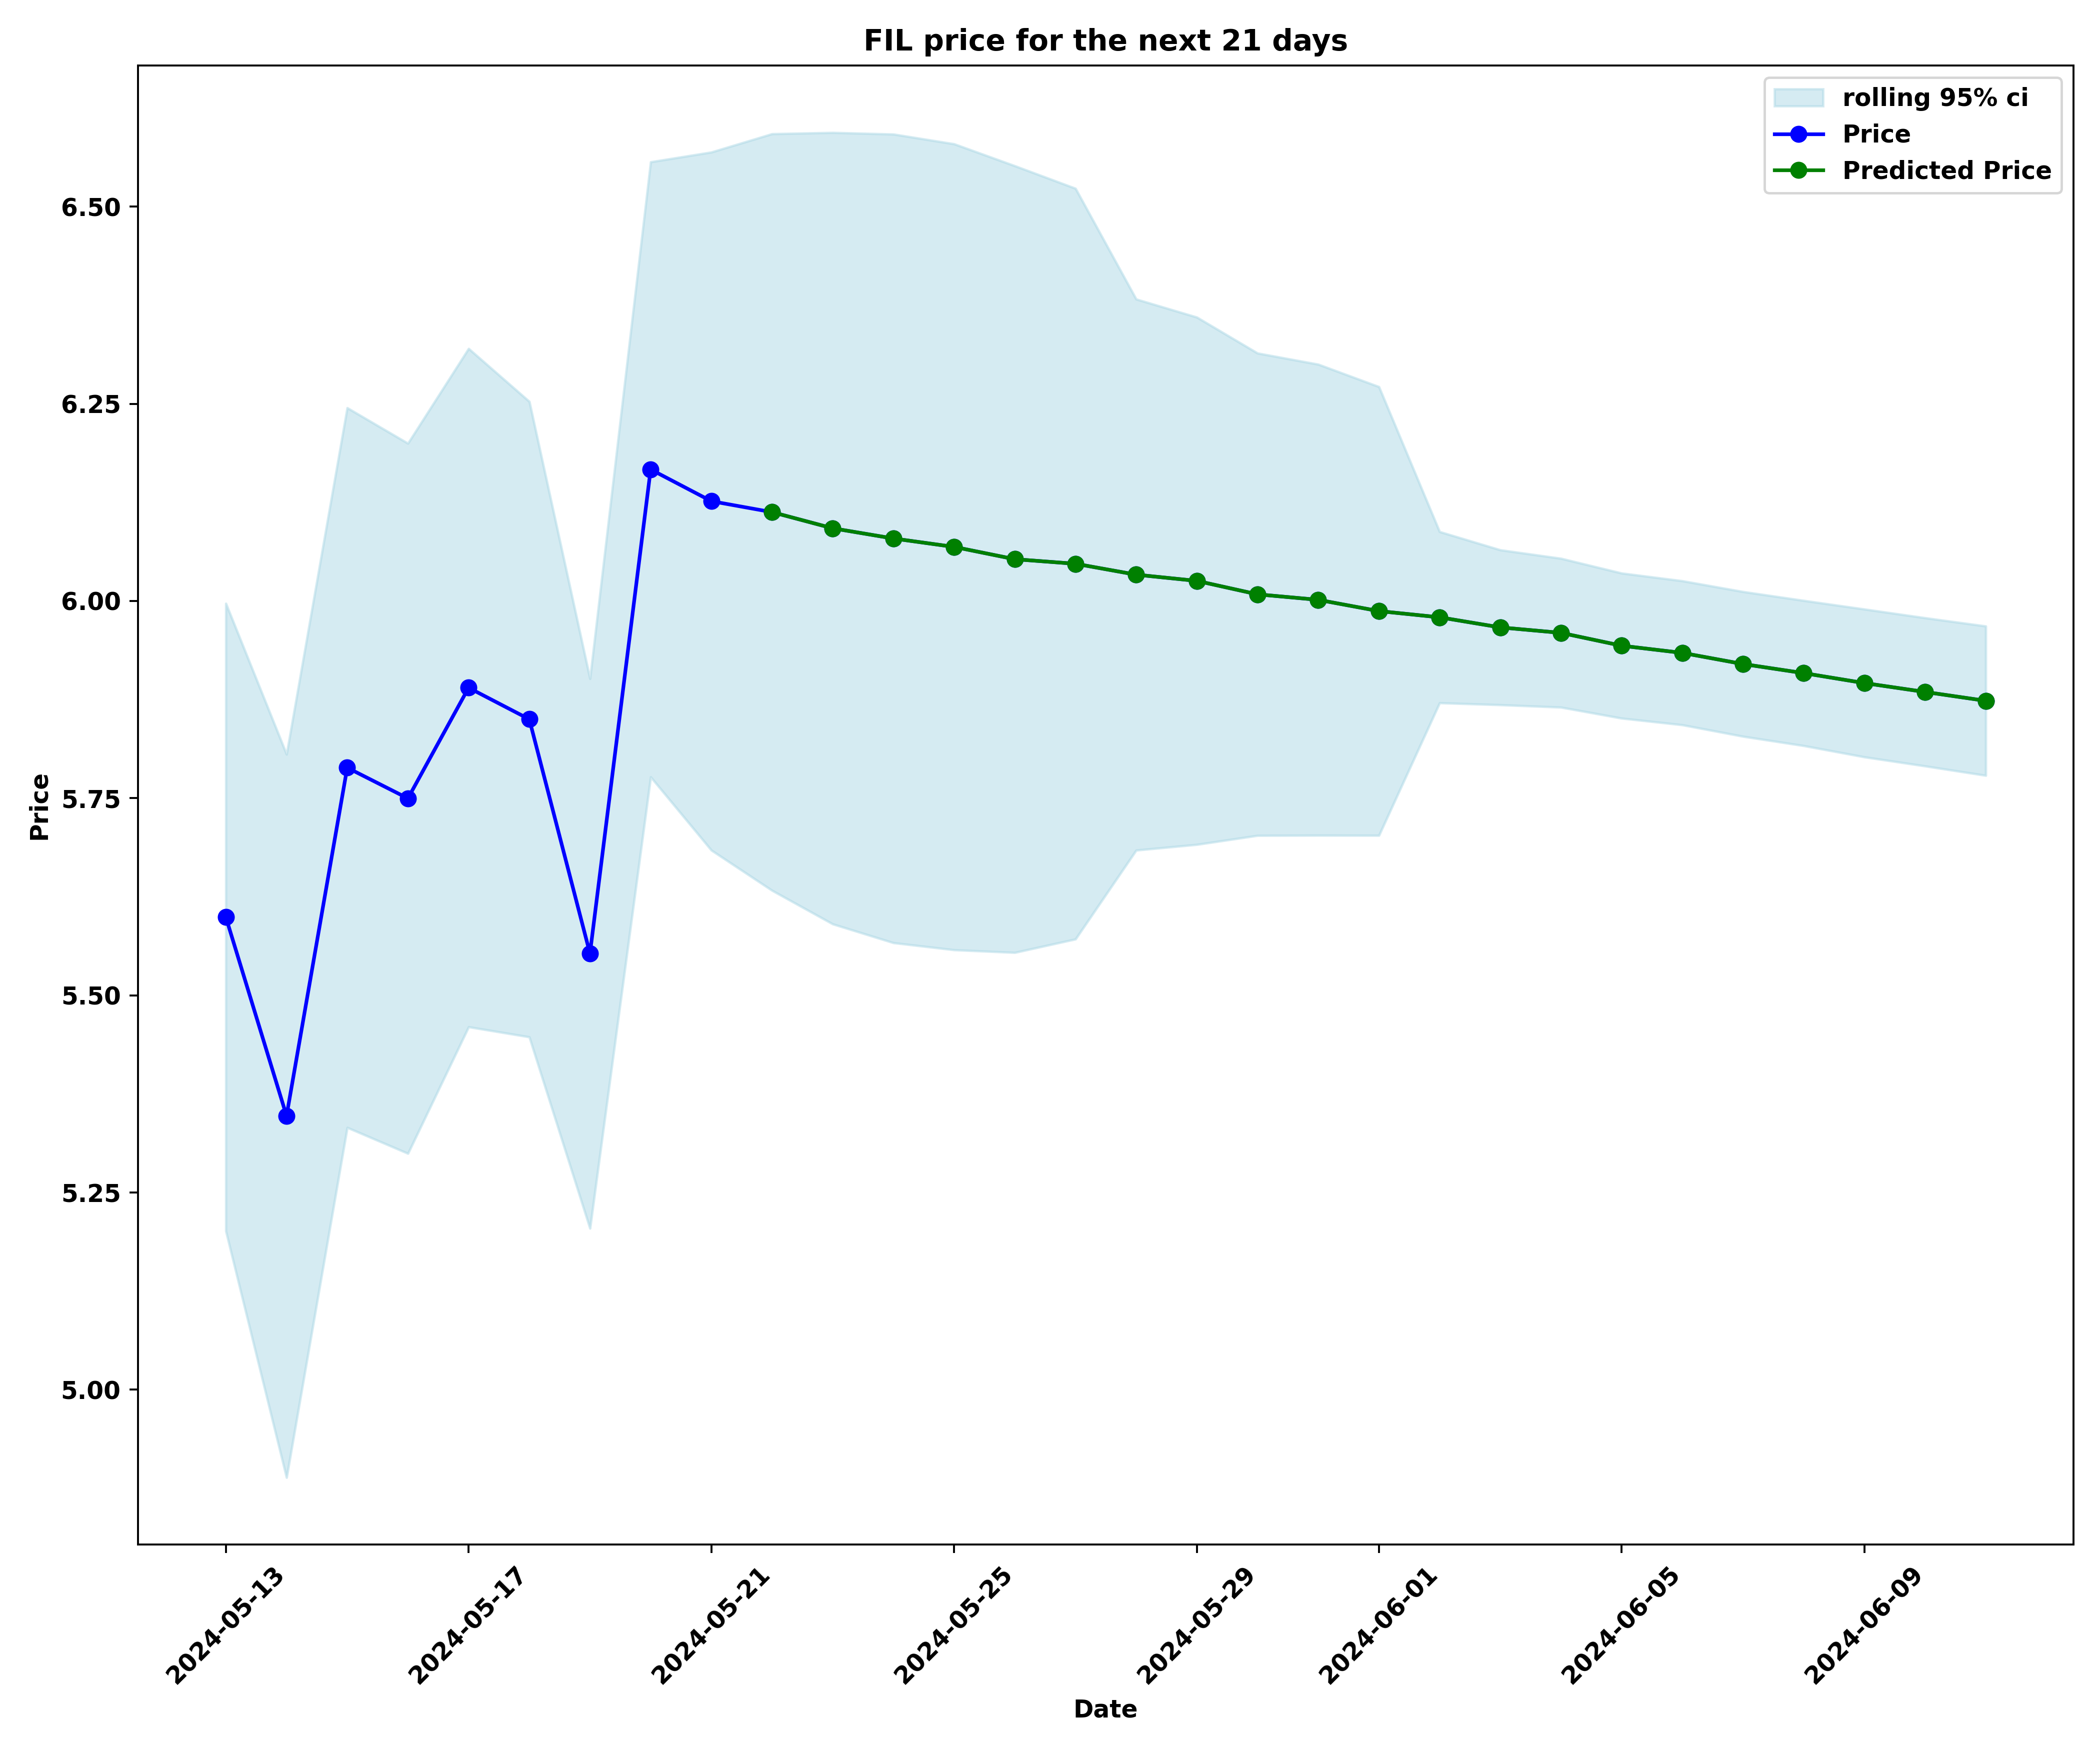 FIL price for the next 21 days
rolling 95% ci
Price
Predicted Price
6.50
6.25
6.00
5.75
5.50
5.25
5.00
Price
2024-05-13
2024-05-17
2024-05-21
2024-05-25
2024-05-29
2024-06-01
2024-06-05
2024-06-09
Date